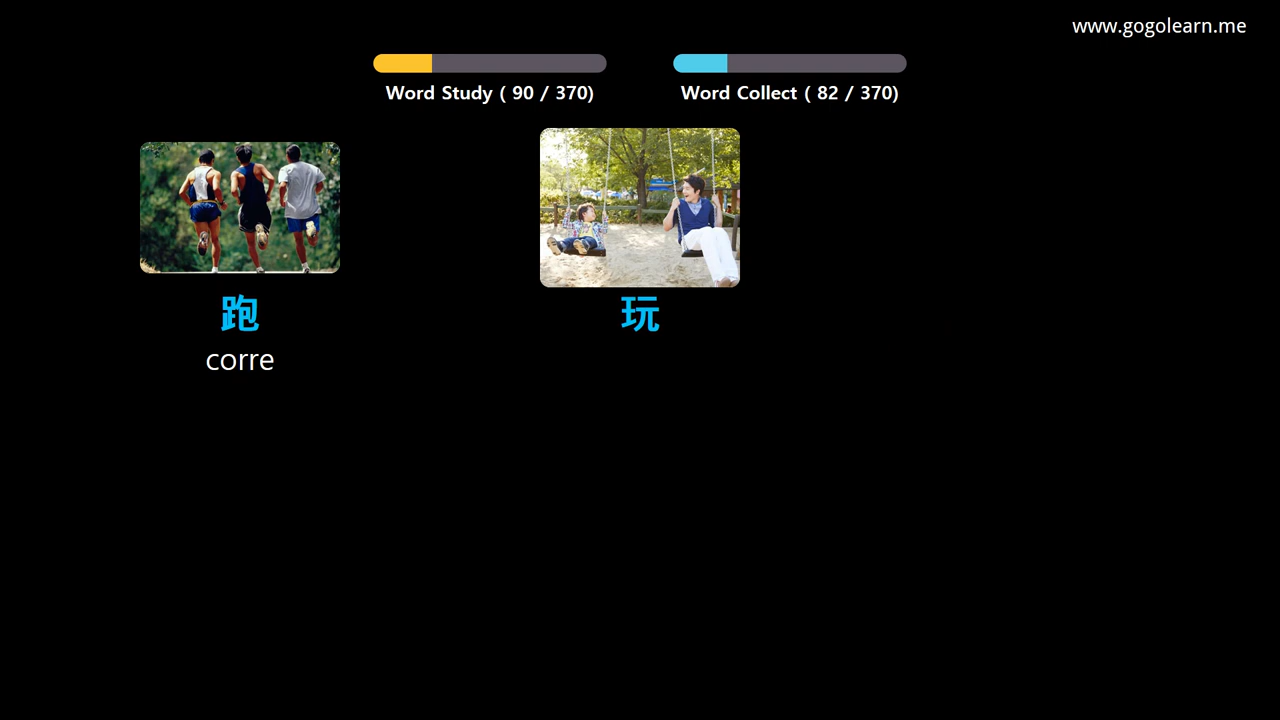 www.gogolearn.me
Word Study ( 90 / 370)
Word Collect ( 82 / 370)
跑
玩
corre